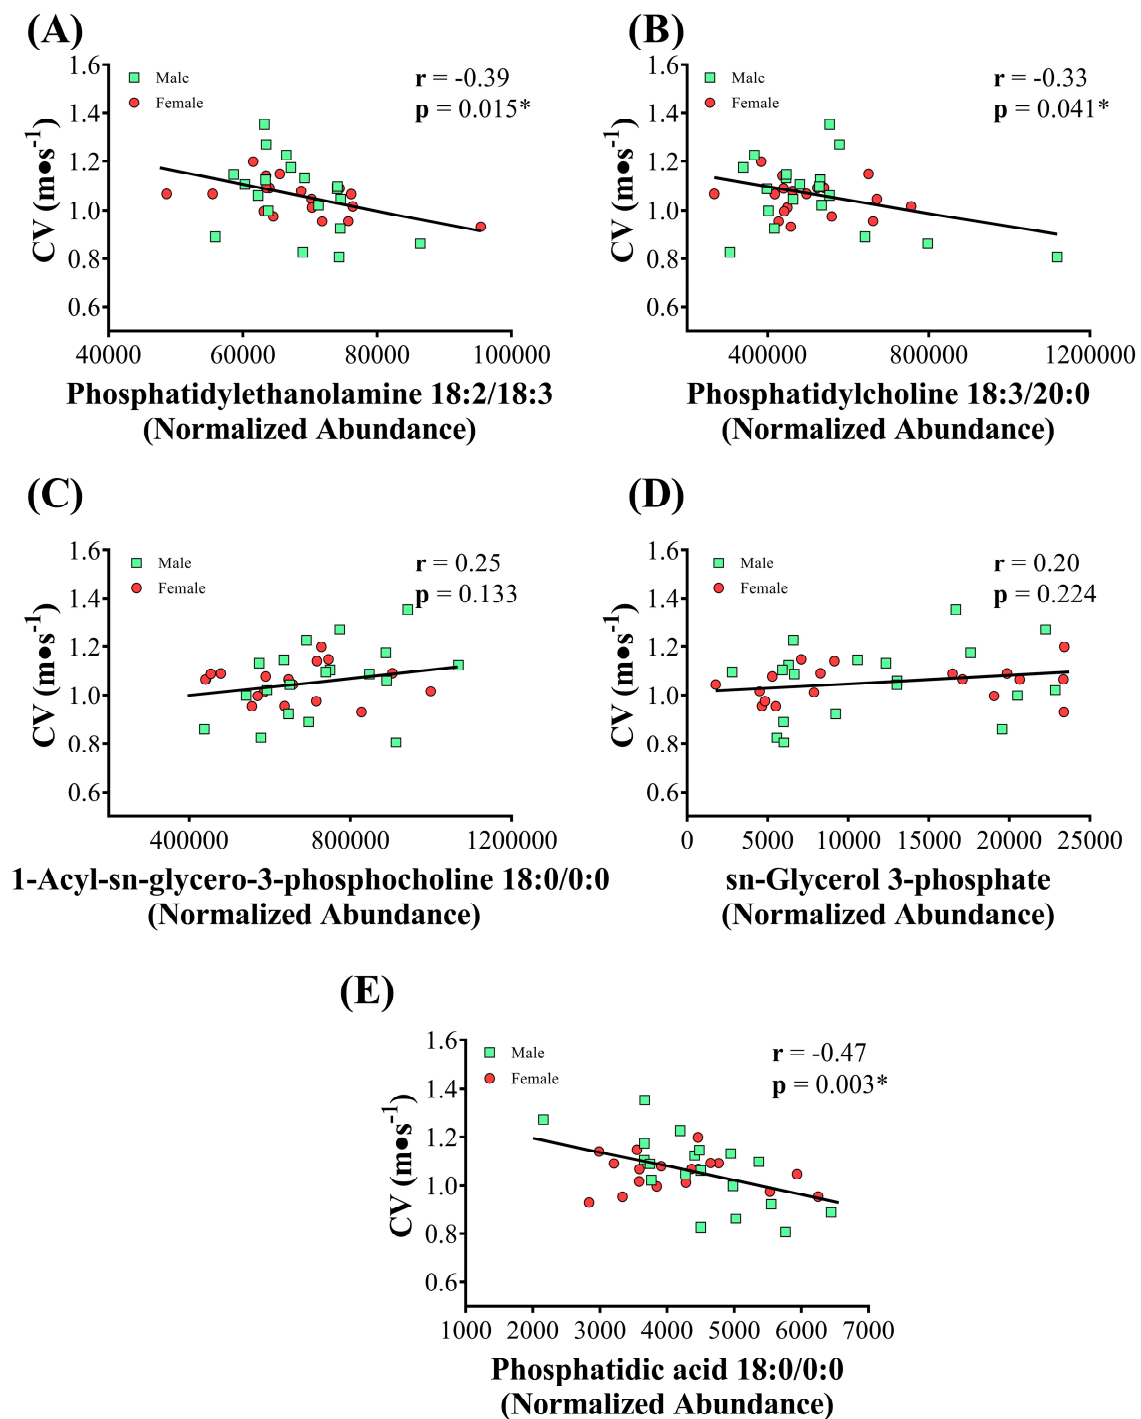 (A)
1.6
1.4
1.2
1.0
0.8
0.6
CV (m●s-1)
Malc
Female
r = -0.39
p = 0.015*
40000 60000 80000 100000
Phosphatidylethanolamine 18:2/18:3
(Normalized Abundance)
(B)
1.6
1.4
1.2
1.0
0.8
0.6
CV (m●s-1)
Malc
Female
r = -0.33
p = 0.041*
400000 800000 1200000
Phosphatidylcholine 18:3/20:0
(Normalized Abundance)
(C)
1.6
1.4
1.2
1.0
0.8
0.6
CV (m●s-1)
Male
Female
r = 0.25
p = 0.133
400000 800000 1200000
1-Acyl-sn-glycero-3-phosphocholine 18:0/0:0
(Normalized Abundance)
(D)
1.6
1.4
1.2
1.0
0.8
0.6
CV (m●s-1)
Male
Female
r = 0.20
p = 0.224
0 5000 10000 15000 20000 25000
sn-Glycerol 3-phosphate
(Normalized Abundance)
(E)
1.6
1.4
1.2
1.0
0.8
0.6
CV (m●s-1)
Male
Female
r = -0.47
p = 0.003*
1000 2000 3000 4000 5000 6000 7000
Phosphatidic acid 18:0/0:0
(Normalized Abundance)